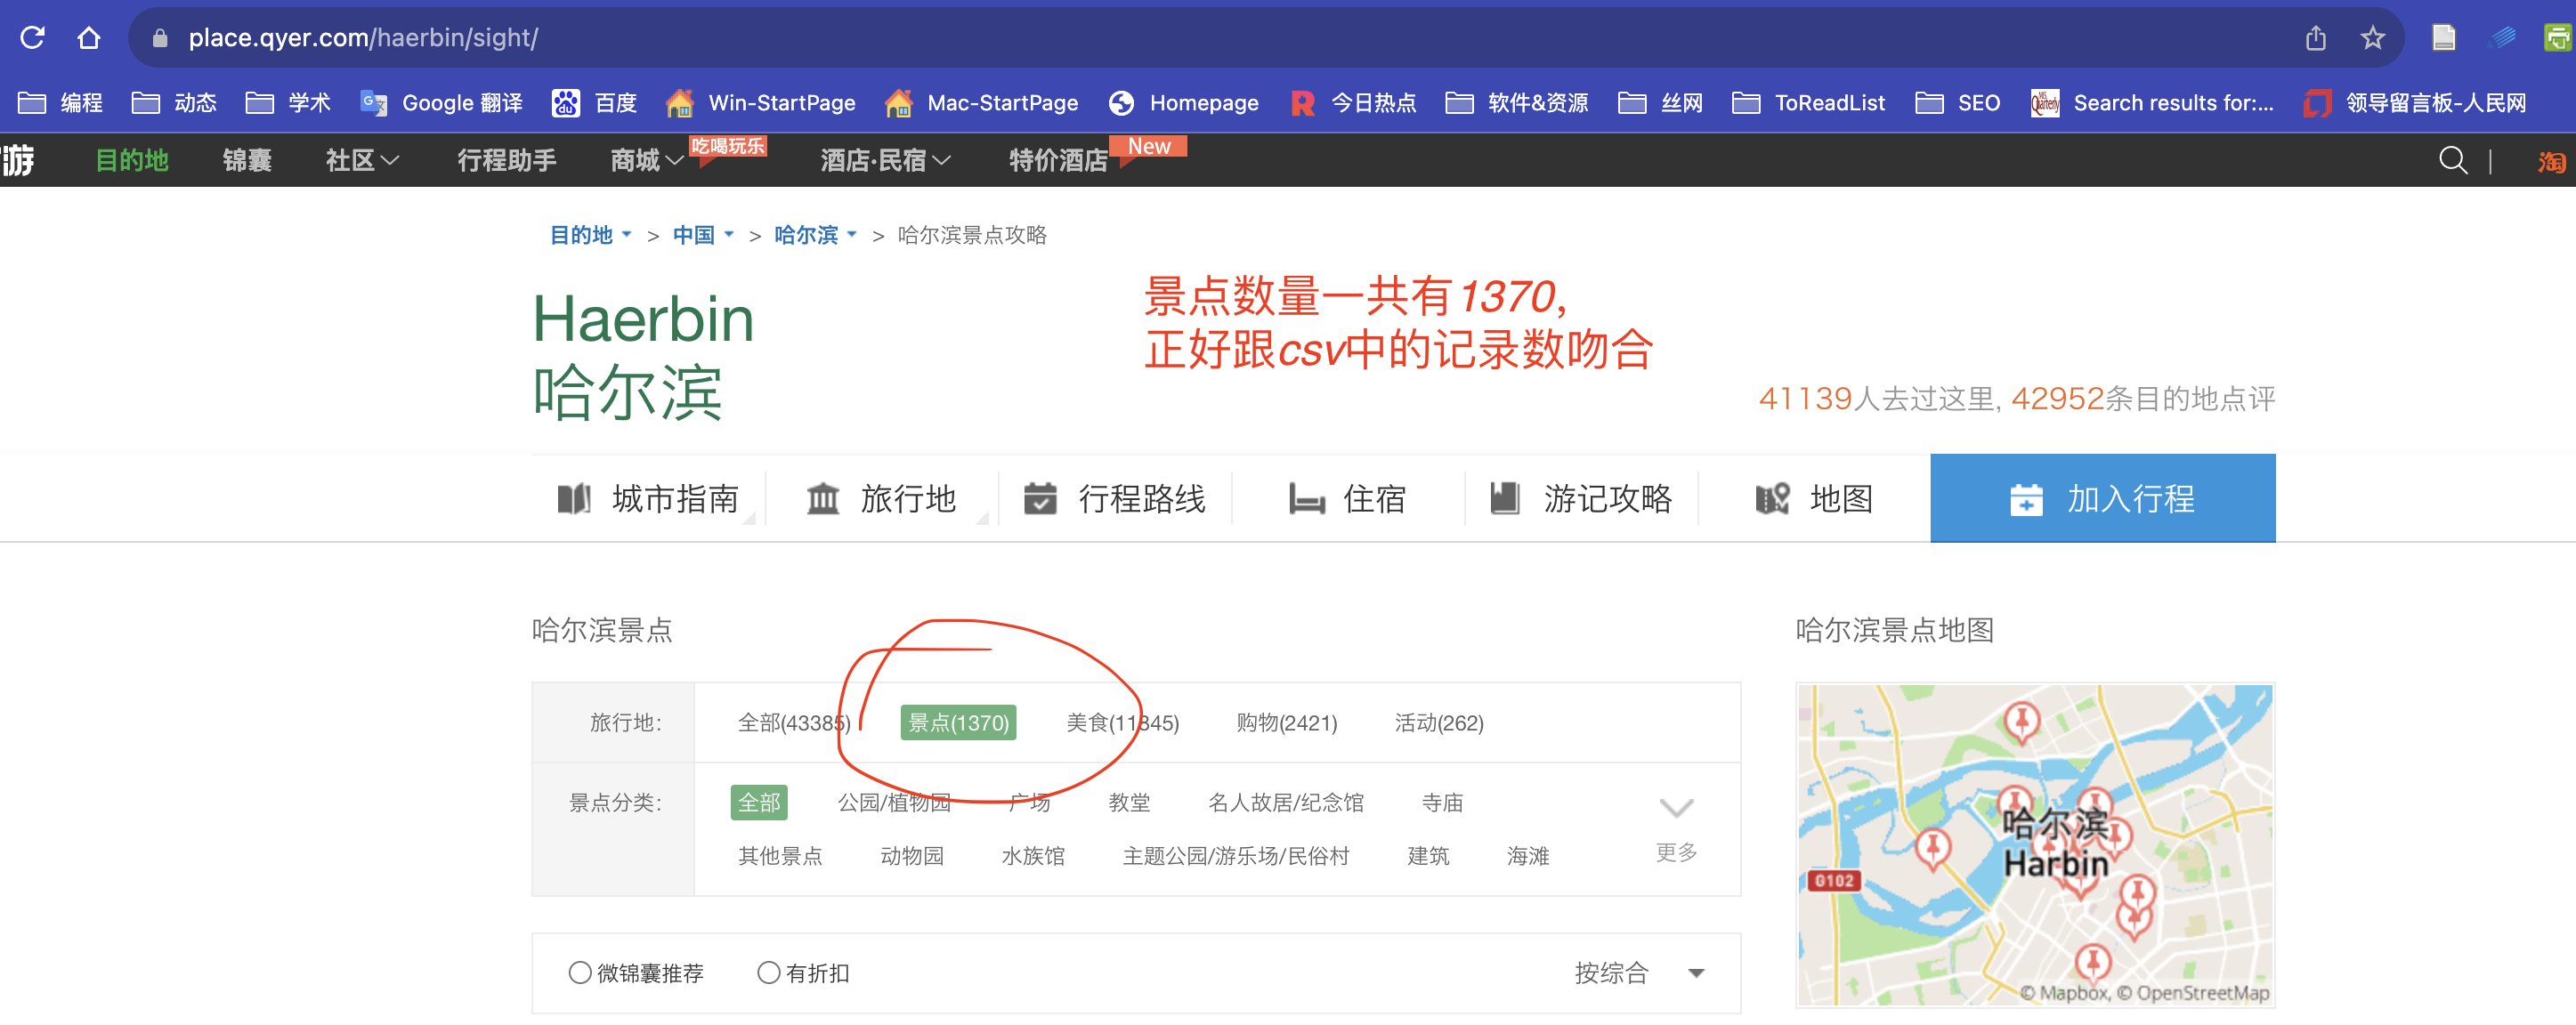 place.qyer.com/haerbin/sight/
编程 动态 学术 Google 翻译 百度 Win-StartPage Mac-StartPage Homepage 今日热点 软件&资源 丝网 ToReadList SEO Search results for:... 领导留言板-人民网
游 目的地 锦囊 社区 行程助手 商城 吃喝玩乐 酒店·民宿 特价酒店 New 淘
目的地 > 中国 > 哈尔滨 > 哈尔滨景点攻略
景点数量一共有1370,
正好跟csv中的记录数吻合
Haerbin
哈尔滨
41139人去过这里, 42952条目的地点评
城市指南 旅行地 行程路线 住宿 游记攻略 地图 加入行程
哈尔滨景点
哈尔滨景点地图
旅行地: 全部(43385) 景点(1370) 美食(11845) 购物(2421) 活动(262)
景点分类: 全部 公园/植物园 广场 教堂 名人故居/纪念馆 寺庙
其他景点 动物园 水族馆 主题公园/游乐场/民俗村 建筑 海滩 更多
哈尔滨
Harbin
G102
微锦囊推荐 有折扣 按综合
© Mapbox, © OpenStreetMap